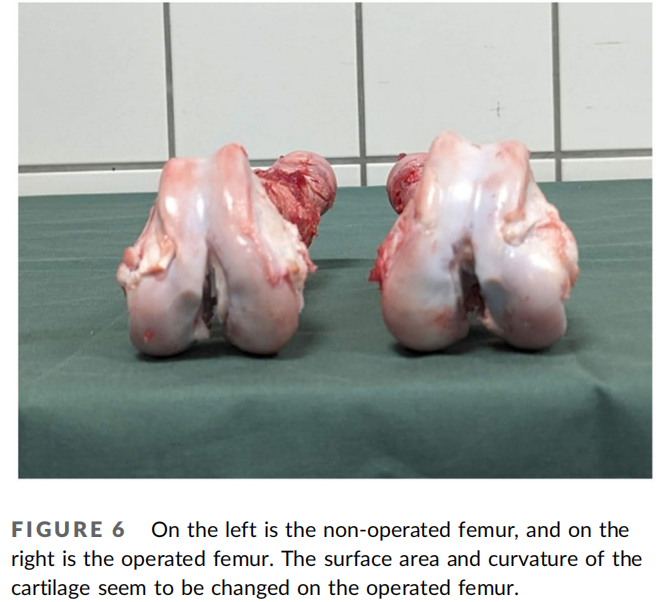 FIGURE 6 On the left is the non-operated femur, and on the
right is the operated femur. The surface area and curvature of the
cartilage seem to be changed on the operated femur.